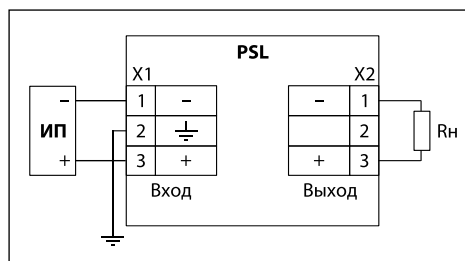 PSL
X1 X2
− 1 − − 1
ИП 2 2 Rн
+ 3 + + 3
Вход Выход